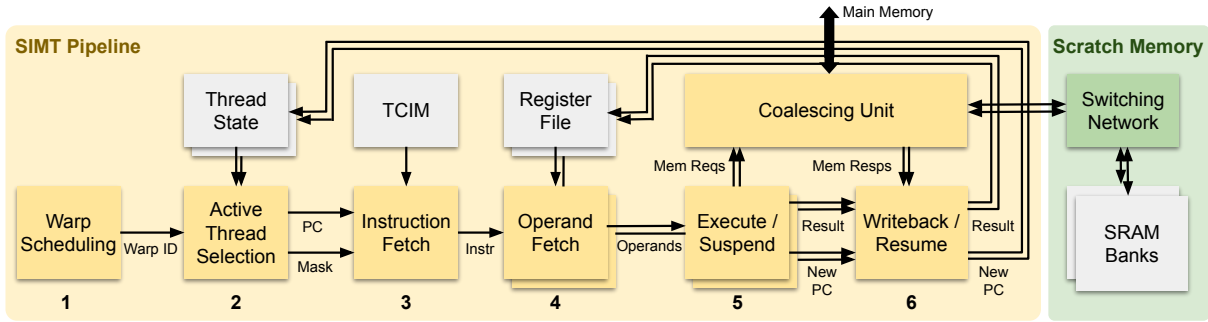 Main Memory
SIMT Pipeline
Scratch Memory
Thread
State
TCIM
Register
File
Coalescing Unit
Switching
Network
Mem Reqs
Mem Resps
Warp
Scheduling
Warp ID
Active
Thread
Selection
PC
Mask
Instruction
Fetch
Instr
Operand
Fetch
Operands
Execute /
Suspend
Result
New
PC
Writeback /
Resume
Result
New
PC
SRAM
Banks
1
2
3
4
5
6